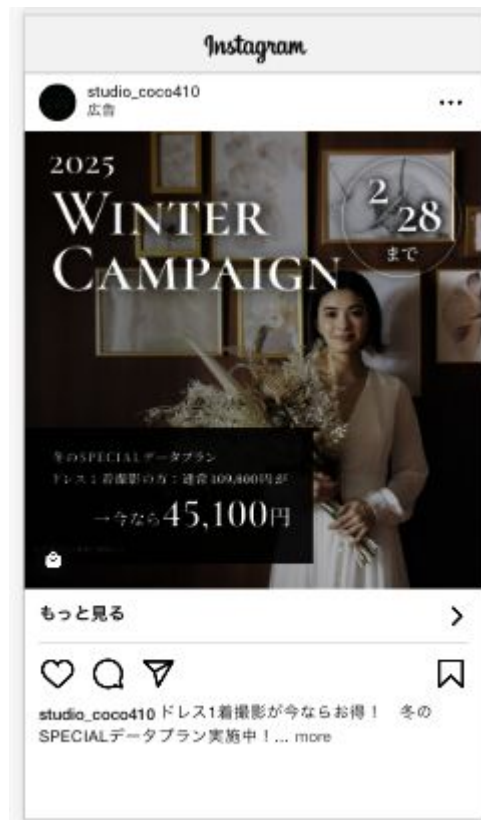 Instagram
studio_coco410
広告
2025
WINTER
CAMPAIGN
2
28
まで
冬のSPECIALデータプラン
ドレス1着撮影の方：通常109,800円が
→今なら45,100円
もっと見る
studio_coco410 ドレス1着撮影が今ならお得！ 冬の
SPECIALデータプラン実施中！... more